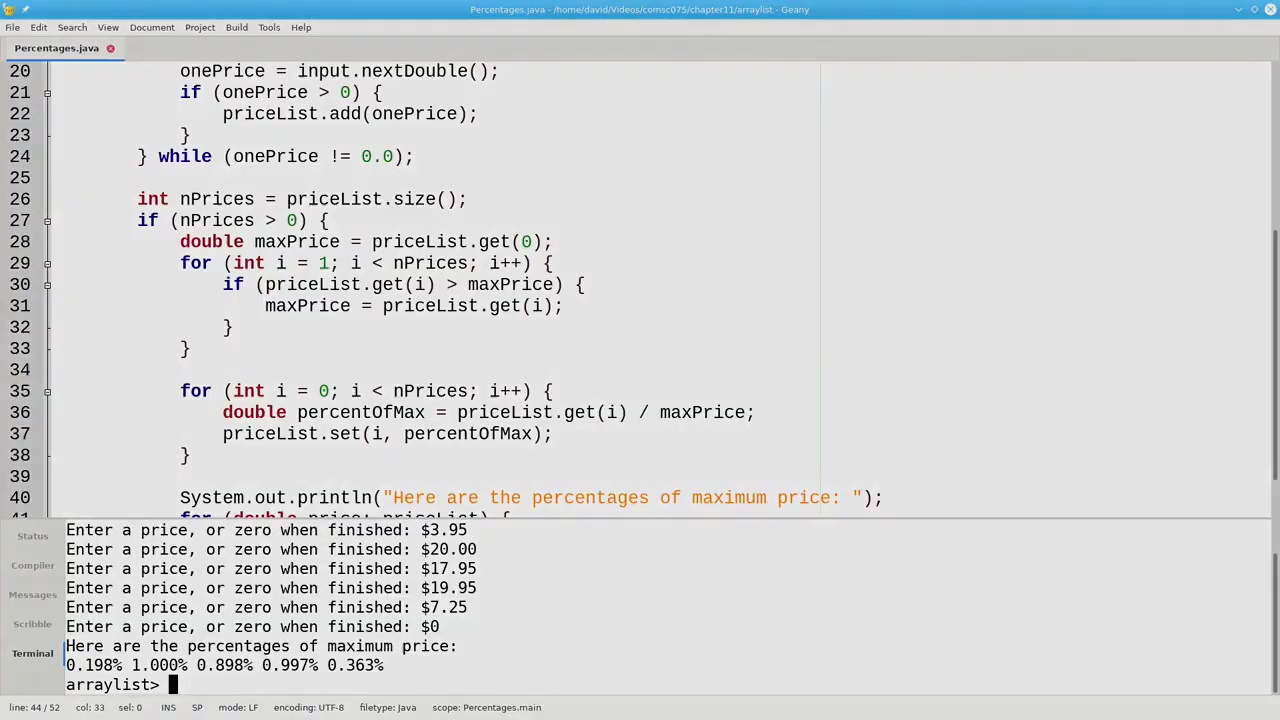 Percentages.java - /home/david/Videos/comsc075/chapter11/arraylist - Geany
File Edit Search View Document Project Build Tools Help
Percentages.java
20 onePrice = input.nextDouble();
21 if (onePrice > 0) {
22 priceList.add(onePrice);
23 }
24 } while (onePrice != 0.0);
25
26 int nPrices = priceList.size();
27 if (nPrices > 0) {
28 double maxPrice = priceList.get(0);
29 for (int i = 1; i < nPrices; i++) {
30 if (priceList.get(i) > maxPrice) {
31 maxPrice = priceList.get(i);
32 }
33 }
34
35 for (int i = 0; i < nPrices; i++) {
36 double percentOfMax = priceList.get(i) / maxPrice;
37 priceList.set(i, percentOfMax);
38 }
39
40 System.out.println("Here are the percentages of maximum price: ");
41 for (double price: priceList) {
Status
Compiler
Messages
Scribble
Terminal
Enter a price, or zero when finished: $3.95
Enter a price, or zero when finished: $20.00
Enter a price, or zero when finished: $17.95
Enter a price, or zero when finished: $19.95
Enter a price, or zero when finished: $7.25
Enter a price, or zero when finished: $0
Here are the percentages of maximum price:
0.198% 1.000% 0.898% 0.997% 0.363%
arraylist>
line: 44 / 52 col: 33 sel: 0 INS SP mode: LF encoding: UTF-8 filetype: Java scope: Percentages.main